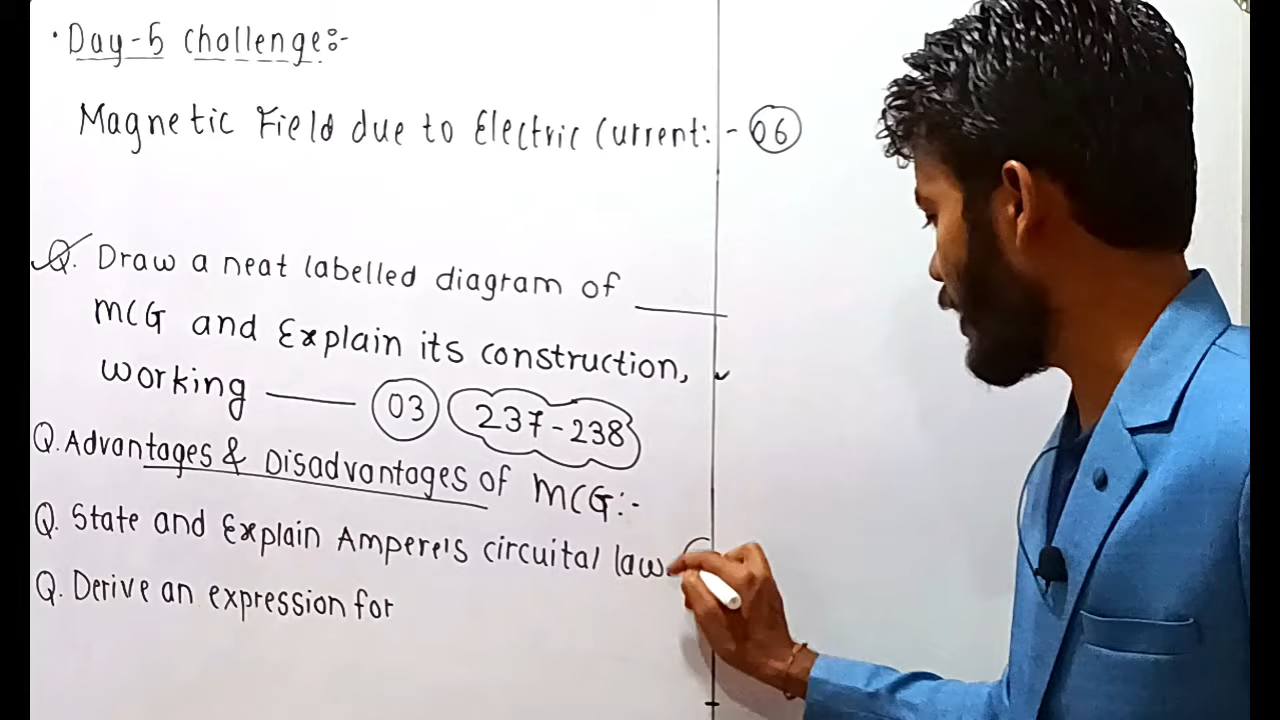 · Day-5 Challenge:-
Magnetic Field due to Electric Current: - 06
Q. Draw a neat labelled diagram of
MCG and Explain its construction,
working 03 237-238
Q. Advantages & Disadvantages of MCG:-
Q. State and Explain Ampere's circuital law.
Q. Derive an expression for